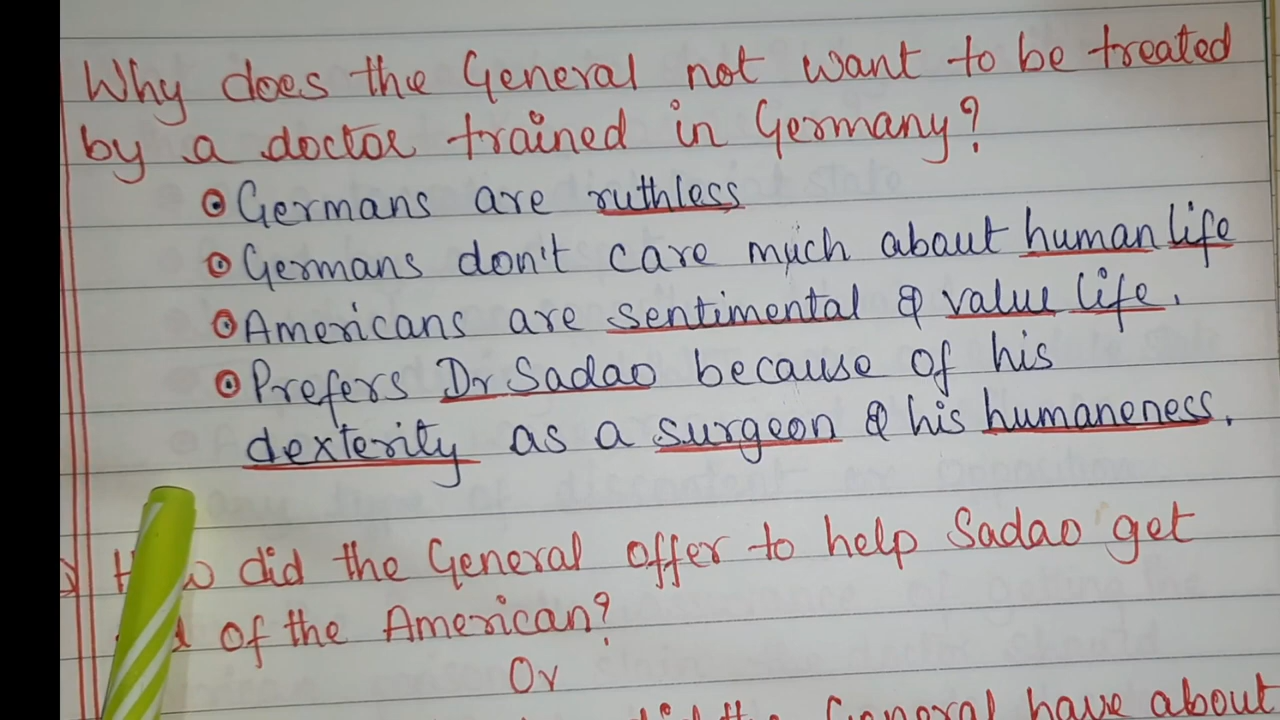 Why does the General not want to be treated
by a doctor trained in Germany?
Germans are ruthless
Germans don't care much about human life
Americans are sentimental & value life.
Prefers Dr Sadao because of his
dexterity as a surgeon & his humaneness.
did the General offer to help Sadao get
of the American?
Or
the General have about